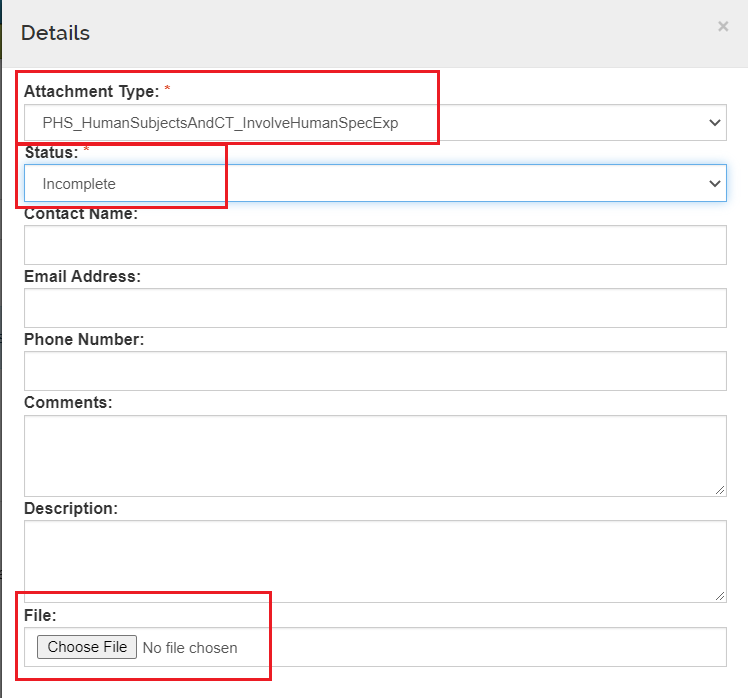 Details
×
Attachment Type: *
PHS_HumanSubjectsAndCT_InvolveHumanSpecExp
Status: *
Incomplete
Contact Name:
Email Address:
Phone Number:
Comments:
Description:
File:
Choose File No file chosen